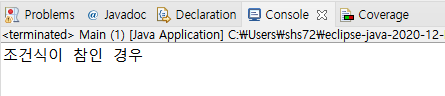 Problems @ Javadoc Declaration Console Coverage
<terminated> Main (1) [Java Application] C:₩Users₩shs72₩eclipse-java-2020-12-
조건식이 참인 경우